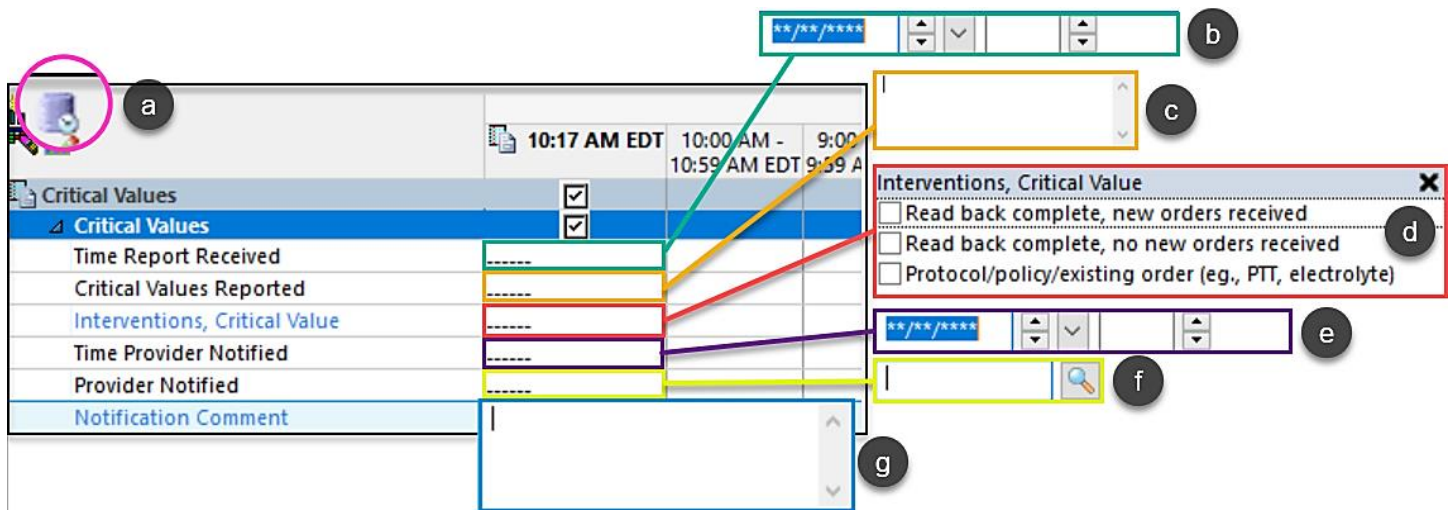 **/**/****
b
a
c
10:17 AM EDT
10:00 AM -
10:59 AM EDT
9:00
9:59 A
Critical Values
Critical Values
Time Report Received
------
Critical Values Reported
------
Interventions, Critical Value
------
Time Provider Notified
------
Provider Notified
------
Notification Comment
Interventions, Critical Value
Read back complete, new orders received
Read back complete, no new orders received
Protocol/policy/existing order (eg., PTT, electrolyte)
d
**/**/****
e
f
g